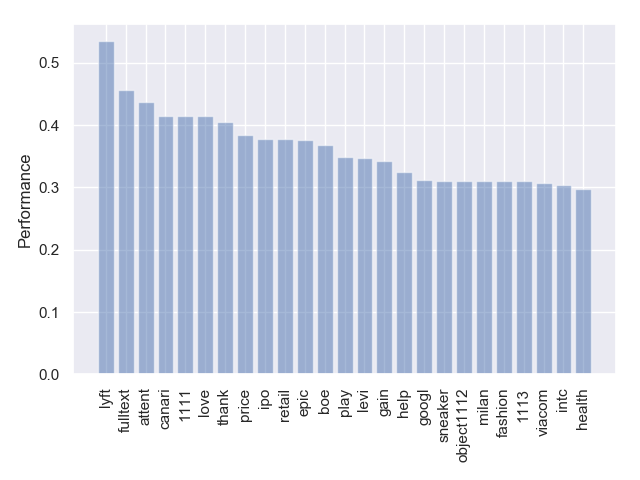 Performance
0.5
0.4
0.3
0.2
0.1
0.0
lyft
fulltext
attent
canari
1111
love
thank
price
ipo
retail
epic
boe
play
levi
gain
help
googl
sneaker
object1112
milan
fashion
1113
viacom
intc
health